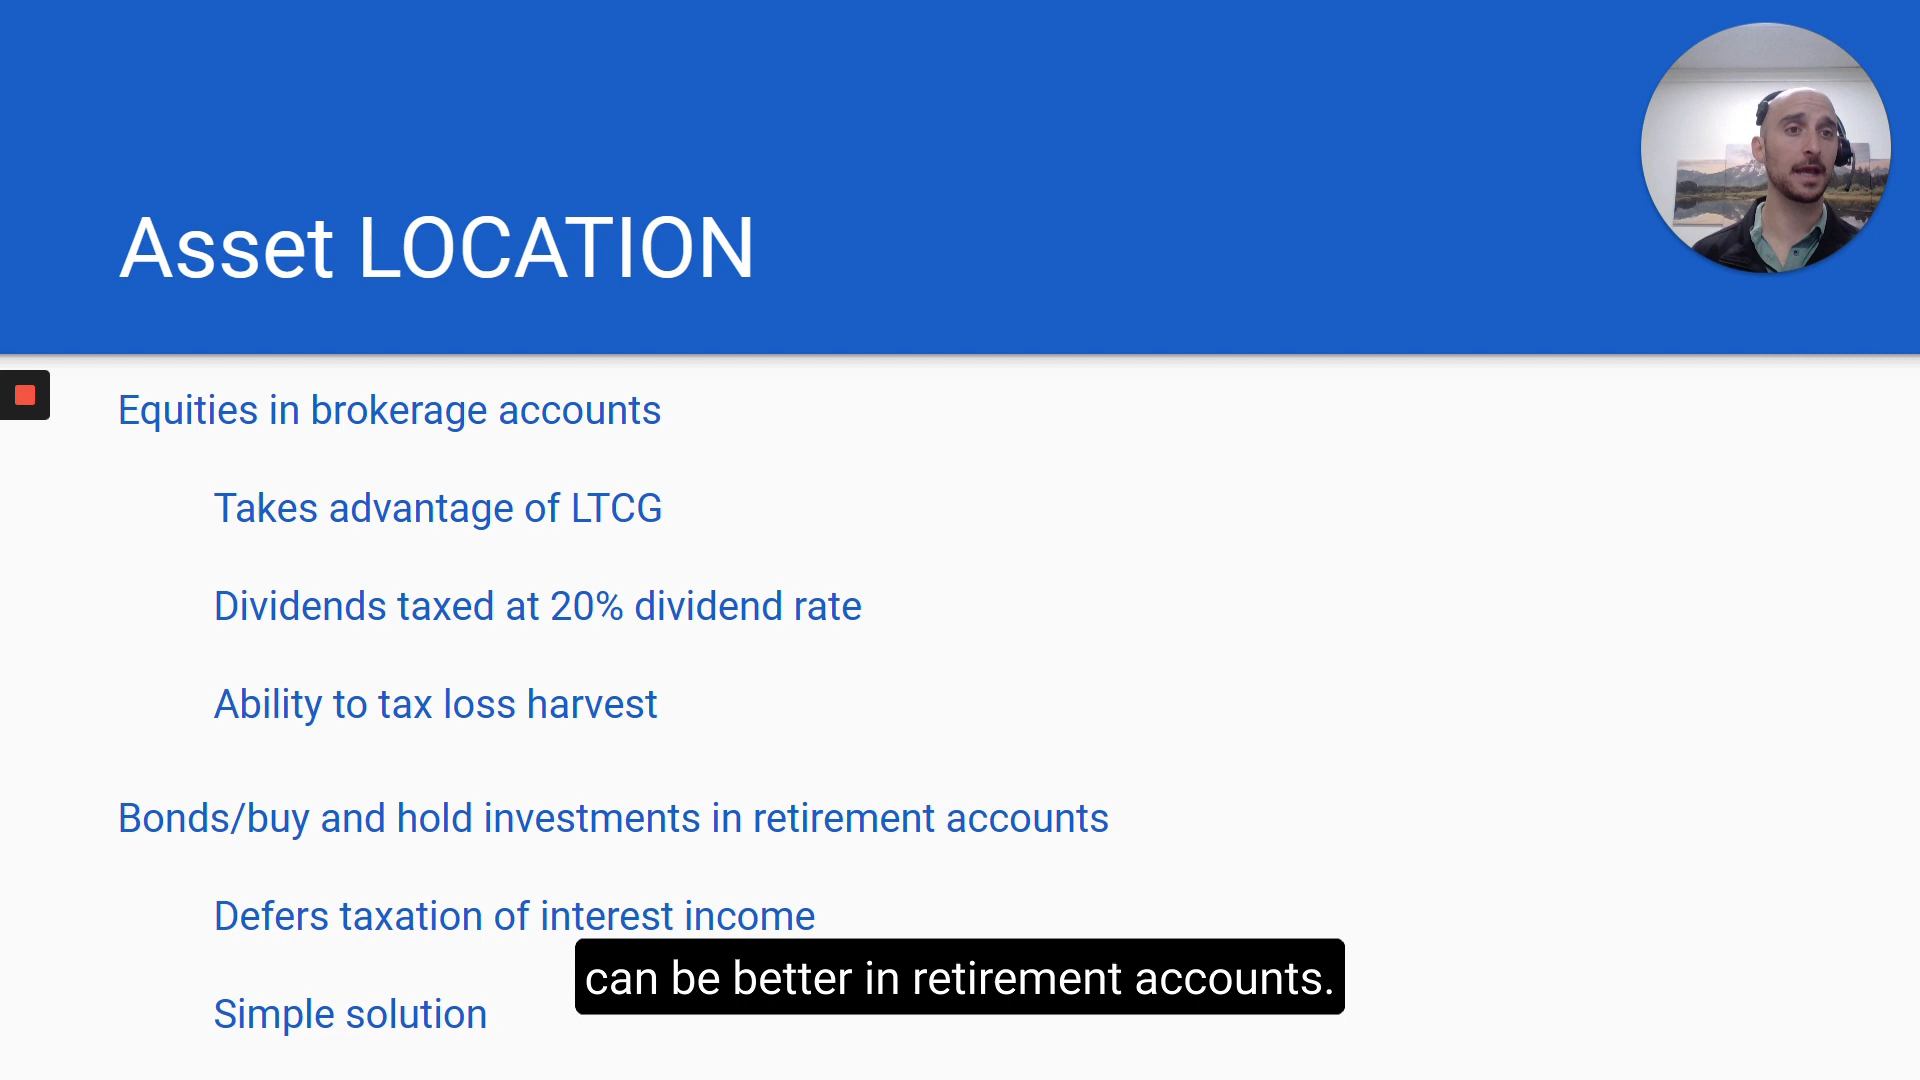 Asset LOCATION
Equities in brokerage accounts
Takes advantage of LTCG
Dividends taxed at 20% dividend rate
Ability to tax loss harvest
Bonds/buy and hold investments in retirement accounts
Defers taxation of interest income
can be better in retirement accounts.
Simple solution